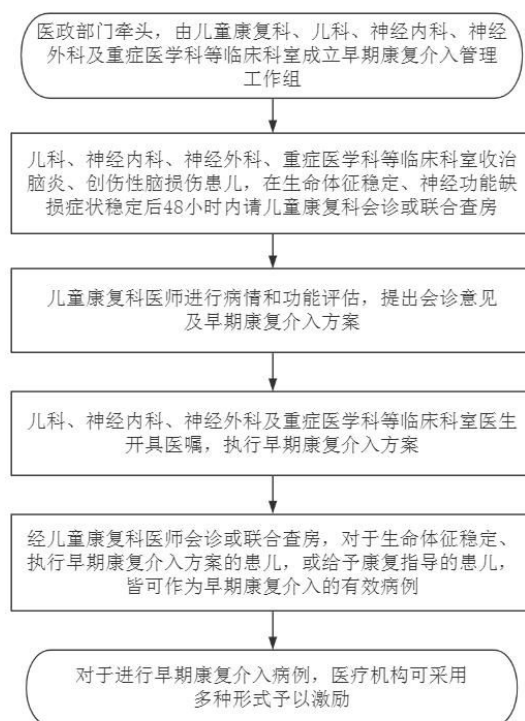 医政部门牵头，由儿童康复科、儿科、神经内科、神经
外科及重症医学科等临床科室成立早期康复介入管理
工作组
儿科、神经内科、神经外科、重症医学科等临床科室收治
脑炎、创伤性脑损伤患儿，在生命体征稳定、神经功能缺
损症状稳定后48小时内请儿童康复科会诊或联合查房
儿童康复科医师进行病情和功能评估，提出会诊意见
及早期康复介入方案
儿科、神经内科、神经外科及重症医学科等临床科室医生
开具医嘱，执行早期康复介入方案
经儿童康复科医师会诊或联合查房，对于生命体征稳定、
执行早期康复介入方案的患儿，或给予康复指导的患儿，
皆可作为早期康复介入的有效病例
对于进行早期康复介入病例，医疗机构可采用
多种形式予以激励